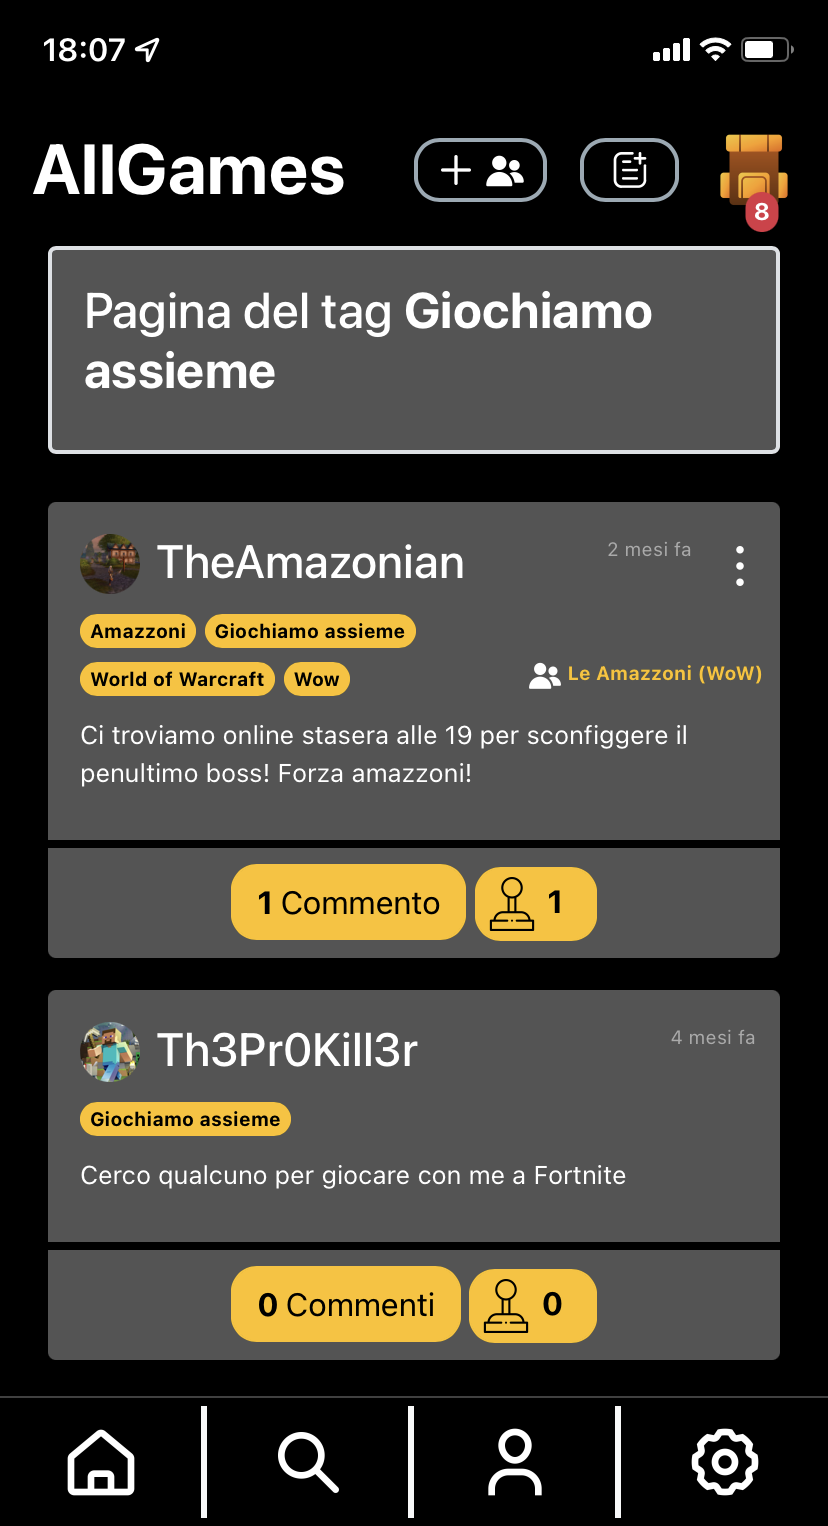 18:07
AllGames
8
Pagina del tag Giochiamo
assieme
TheAmazonian
2 mesi fa
Amazzoni Giochiamo assieme
World of Warcraft Wow
Le Amazzoni (WoW)
Ci troviamo online stasera alle 19 per sconfiggere il
penultimo boss! Forza amazzoni!
1 Commento 1
Th3Pr0Kill3r
4 mesi fa
Giochiamo assieme
Cerco qualcuno per giocare con me a Fortnite
0 Commenti 0